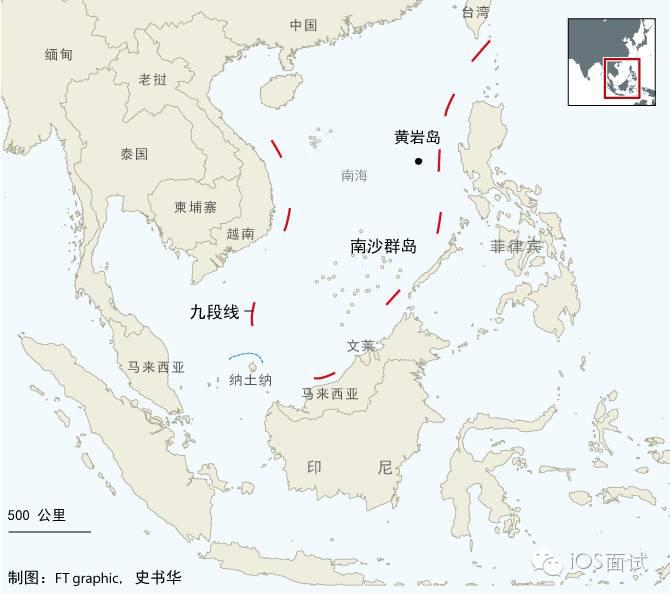 台湾
中国
缅甸
老挝
黄岩岛
泰国
南海
柬埔寨
越南
南沙群岛
菲律宾
九段线
文莱
马来西亚
纳土纳
马来西亚
印尼
500 公里
iOS面试
制图：FT graphic, 史书华